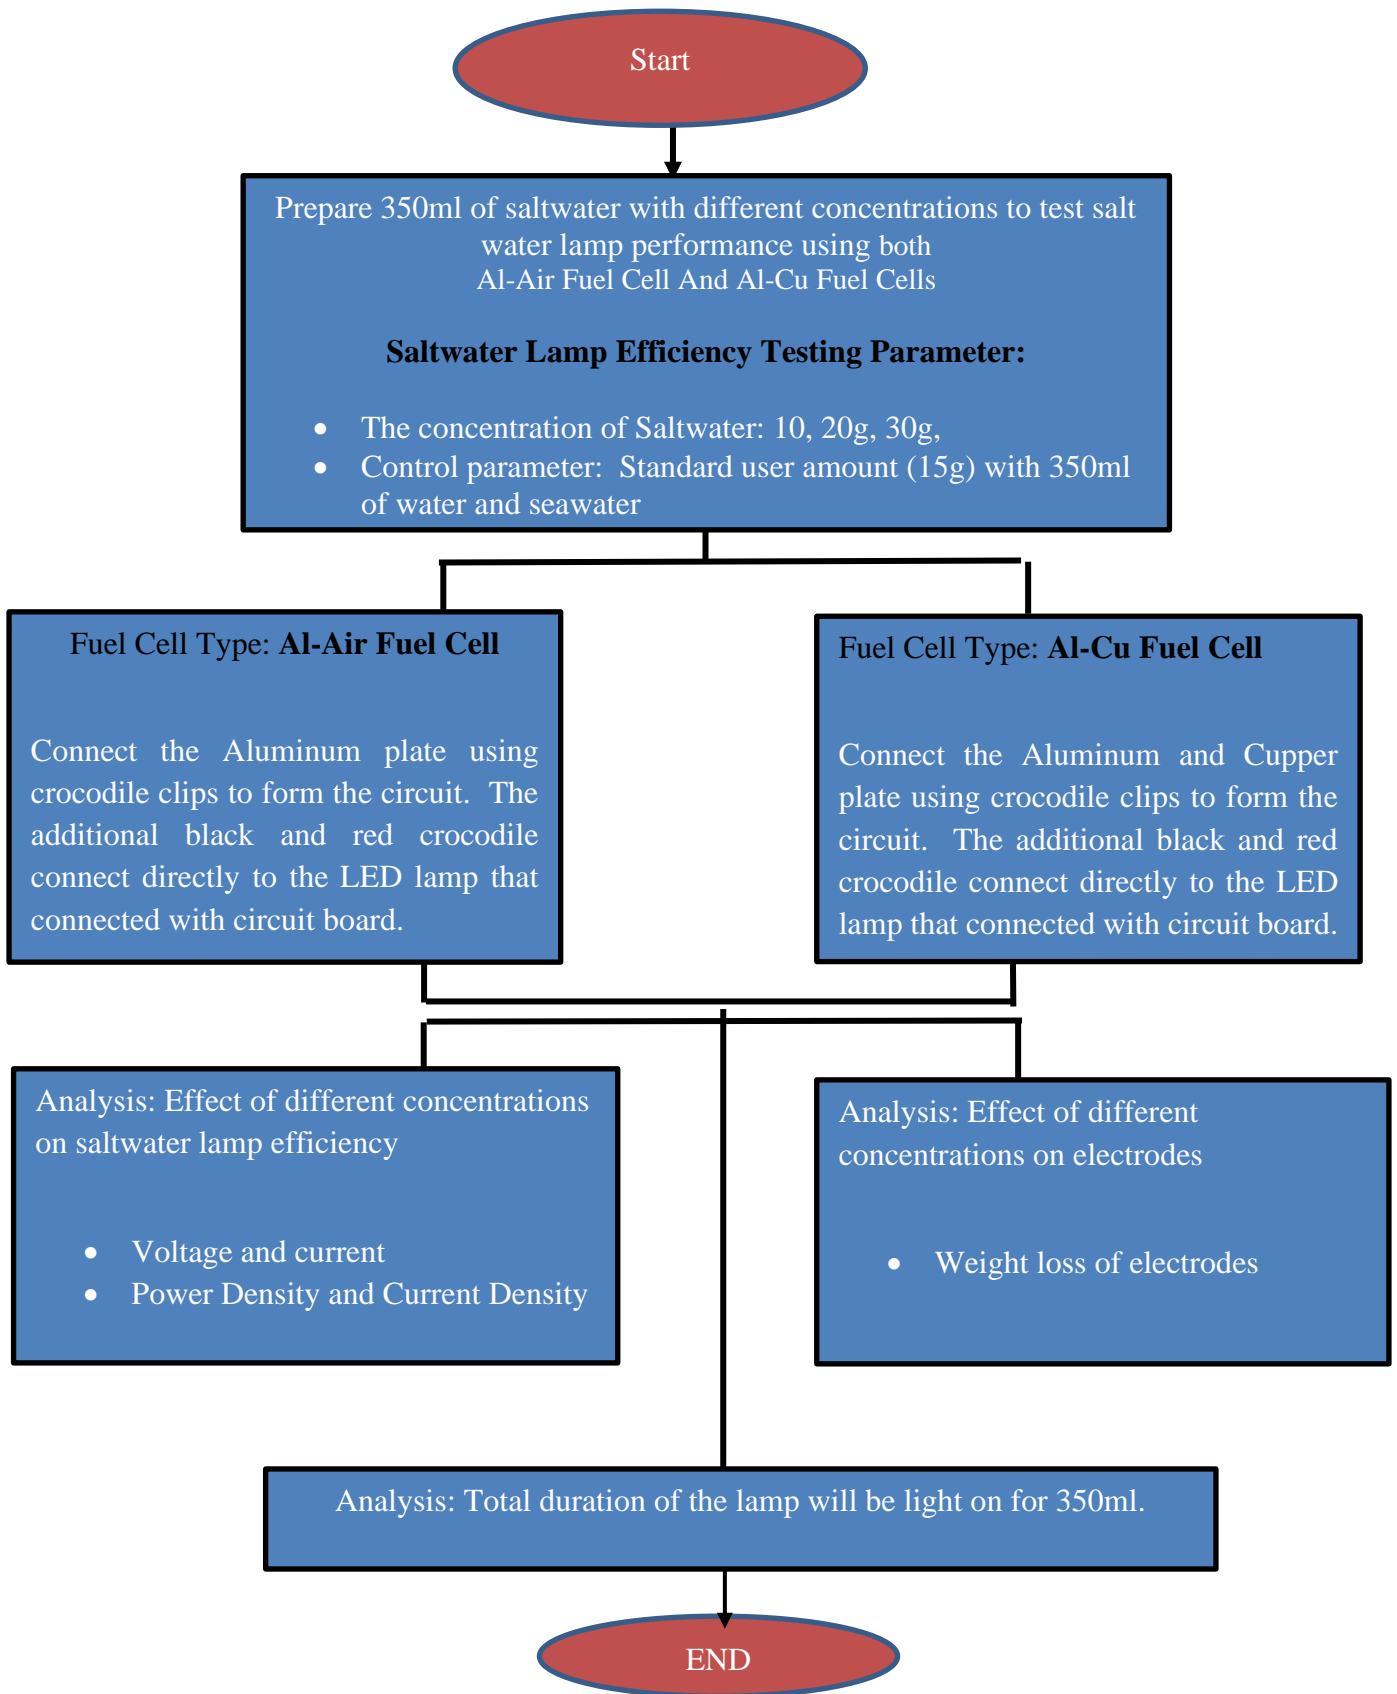 Start
Prepare 350ml of saltwater with different concentrations to test salt
water lamp performance using both
Al-Air Fuel Cell And Al-Cu Fuel Cells
Saltwater Lamp Efficiency Testing Parameter:
• The concentration of Saltwater: 10, 20g, 30g,
• Control parameter: Standard user amount (15g) with 350ml
of water and seawater
Fuel Cell Type: Al-Air Fuel Cell
Connect the Aluminum plate using
crocodile clips to form the circuit. The
additional black and red crocodile
connect directly to the LED lamp that
connected with circuit board.
Fuel Cell Type: Al-Cu Fuel Cell
Connect the Aluminum and Cupper
plate using crocodile clips to form the
circuit. The additional black and red
crocodile connect directly to the LED
lamp that connected with circuit board.
Analysis: Effect of different concentrations
on saltwater lamp efficiency
• Voltage and current
• Power Density and Current Density
Analysis: Effect of different
concentrations on electrodes
• Weight loss of electrodes
Analysis: Total duration of the lamp will be light on for 350ml.
END